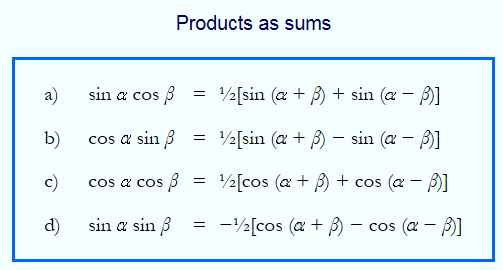 Products as sums
a) sin α cos β = ½[sin (α + β) + sin (α − β)]
b) cos α sin β = ½[sin (α + β) − sin (α − β)]
c) cos α cos β = ½[cos (α + β) + cos (α − β)]
d) sin α sin β = −½[cos (α + β) − cos (α − β)]